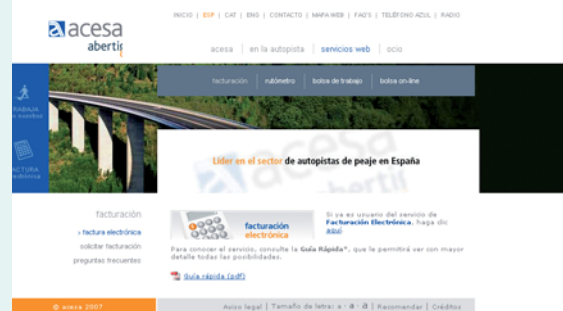 INICIO | ESP | CAT | ENG | CONTACTO | MAPA WEB | FAQ'S | TELÉFONO AZUL | RADIO
acesa
abertis
acesa | en la autopista | servicios web | ocio
facturación | rutómetro | bolsa de trabajo | bolsa on-line
TRABAJA
FACTURA
acesa
abertis
Líder en el sector de autopistas de peaje en España
facturación
› factura electrónica
solicitar facturación
preguntas frecuentes
facturación
electrónica
Si ya es usuario del servicio de
Facturación Electrónica, haga clic
aquí
Para conocer el servicio, consulte la Guía Rápida*, que le permitirá ver con mayor
detalle todas las posibilidades.
Guía rápida (pdf)
© acesa 2007
Aviso legal | Tamaño de letra: a · a · a | Recomendar | Créditos